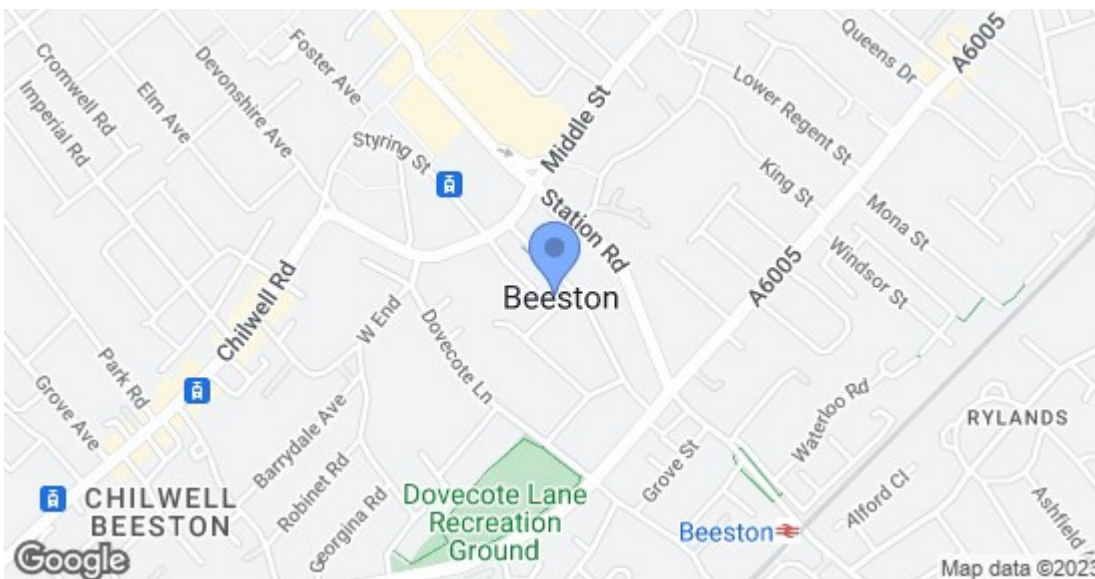 Cromwell Rd
Imperial Rd
Elm Ave
Devonshire Ave
Foster Ave
Styring St
Middle St
Station Rd
Queens Dr
A6005
Lower Regent St
King St
Mona St
Windsor St
A6005
Beeston
Chilwell Rd
W End
Dovecote Ln
Park Rd
Grove Ave
Barrydale Ave
Robinet Rd
Georgina Rd
Grove St
Waterloo Rd
RYLANDS
Alford Cl
Ashfield
CHILWELL
BEESTON
Dovecote Lane
Recreation
Ground
Beeston
Google
Map data ©2023